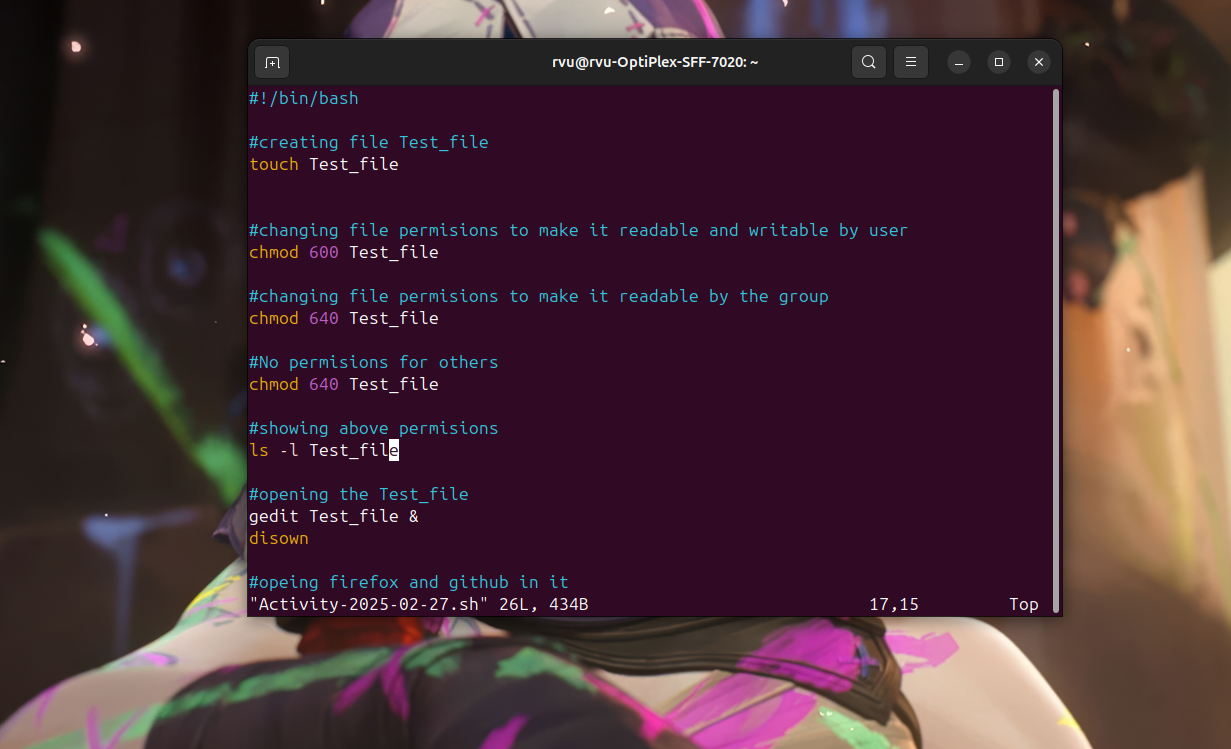 rvu@rvu-OptiPlex-SFF-7020: ~
#!/bin/bash
#creating file Test_file
touch Test_file
#changing file permisions to make it readable and writable by user
chmod 600 Test_file
#changing file permisions to make it readable by the group
chmod 640 Test_file
#No permisions for others
chmod 640 Test_file
#showing above permisions
ls -l Test_file
#opening the Test_file
gedit Test_file &
disown
#opeing firefox and github in it
"Activity-2025-02-27.sh" 26L, 434B 17,15 Top